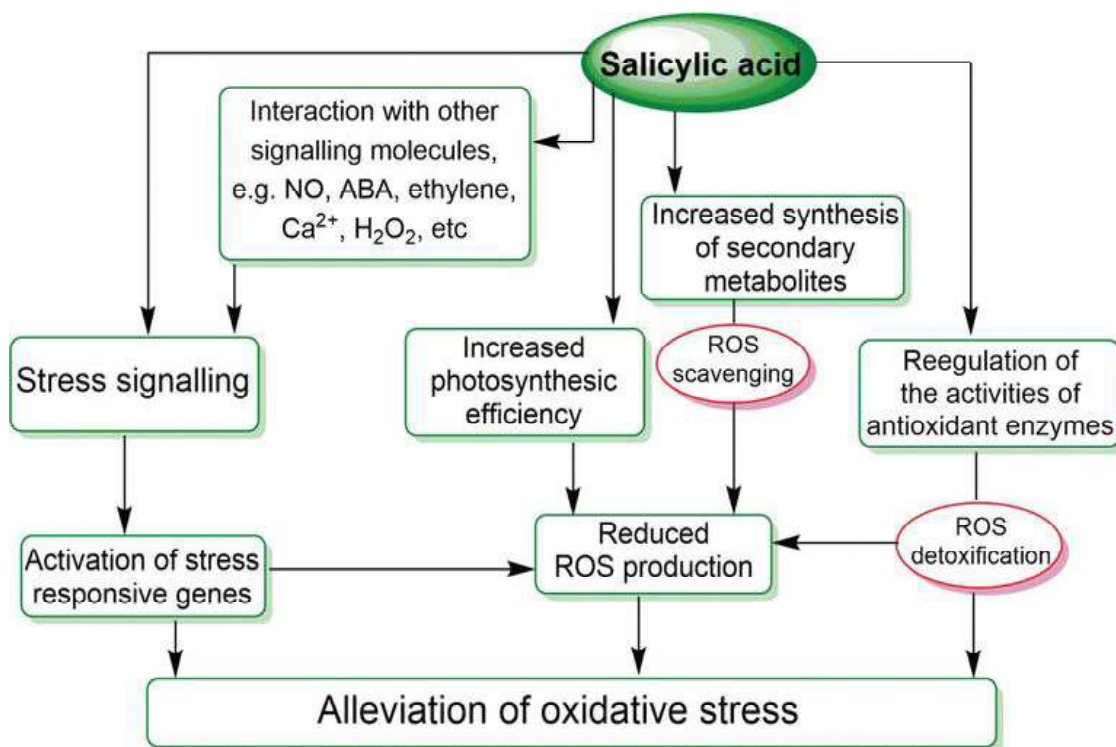 Salicylic acid
Interaction with other
signalling molecules,
e.g. NO, ABA, ethylene,
Ca²⁺, H₂O₂, etc
Increased synthesis
of secondary
metabolites
Stress signalling
Increased
photosynthesic
efficiency
ROS
scavenging
Reegulation of
the activities of
antioxidant enzymes
Activation of stress
responsive genes
Reduced
ROS production
ROS
detoxification
Alleviation of oxidative stress